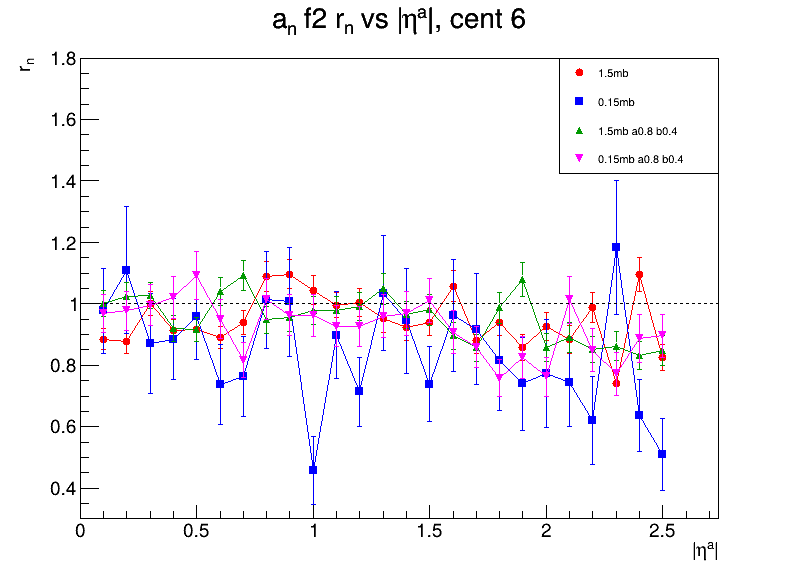 aₙ f2 rₙ vs |ηᵃ|, cent 6
rₙ
1.8
1.6
1.4
1.2
1
0.8
0.6
0.4
1.5mb
0.15mb
1.5mb a0.8 b0.4
0.15mb a0.8 b0.4
0 0.5 1 1.5 2 2.5
|ηᵃ|